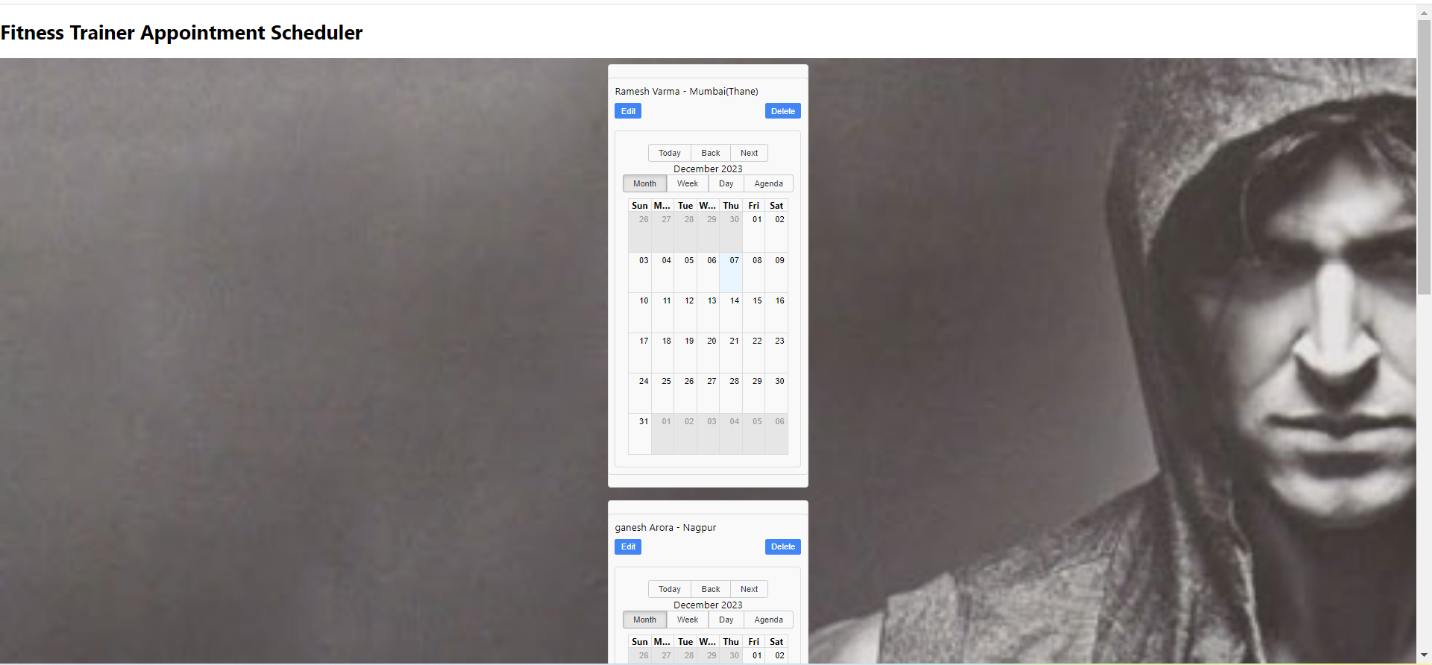 Fitness Trainer Appointment Scheduler
Ramesh Varma - Mumbai(Thane)
Edit Delete
Today Back Next
December 2023
Month Week Day Agenda
Sun M... Tue W... Thu Fri Sat
26 27 28 29 30 01 02
03 04 05 06 07 08 09
10 11 12 13 14 15 16
17 18 19 20 21 22 23
24 25 26 27 28 29 30
31 01 02 03 04 05 06
ganesh Arora - Nagpur
Edit Delete
Today Back Next
December 2023
Month Week Day Agenda
Sun M... Tue W... Thu Fri Sat
26 27 28 29 30 01 02